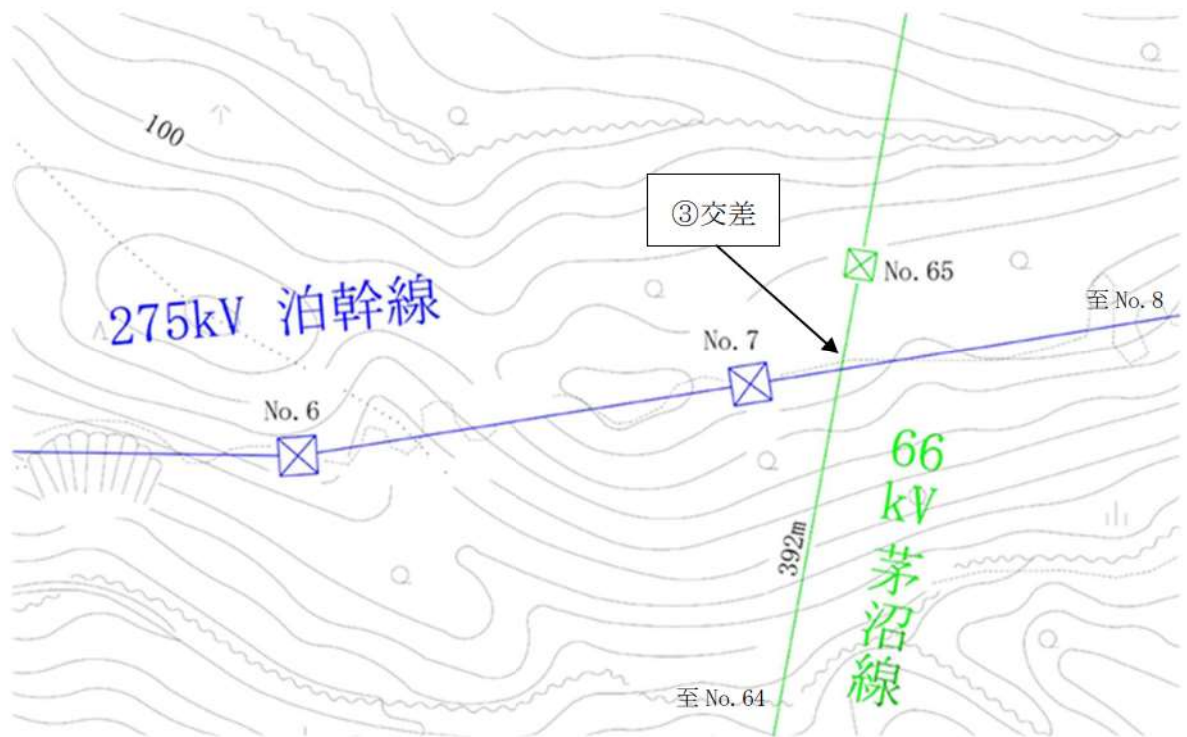 100
③交差
No. 65
至 No. 8
275kV 泊幹線
No. 7
No. 6
66
kV
茅
沼
線
392m
至 No. 64